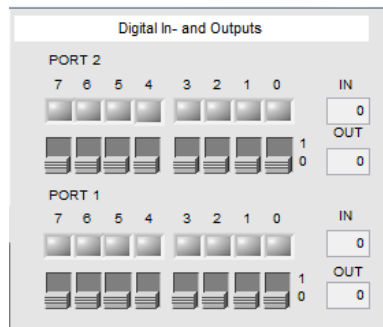 Digital In- and Outputs
PORT 2
7 6 5 4 3 2 1 0 IN
0
OUT
1
0 0
PORT 1
7 6 5 4 3 2 1 0 IN
0
1 OUT
0 0